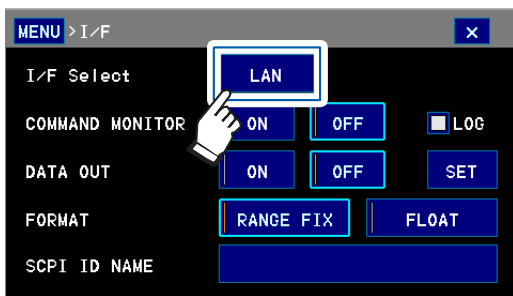 MENU > I/F ×
I/F Select LAN
COMMAND MONITOR ON OFF LOG
DATA OUT ON OFF SET
FORMAT RANGE FIX FLOAT
SCPI ID NAME